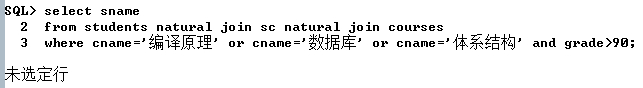 SQL> select sname
2 from students natural join sc natural join courses
3 where cname='编译原理' or cname='数据库' or cname='体系结构' and grade>90;
未选定行